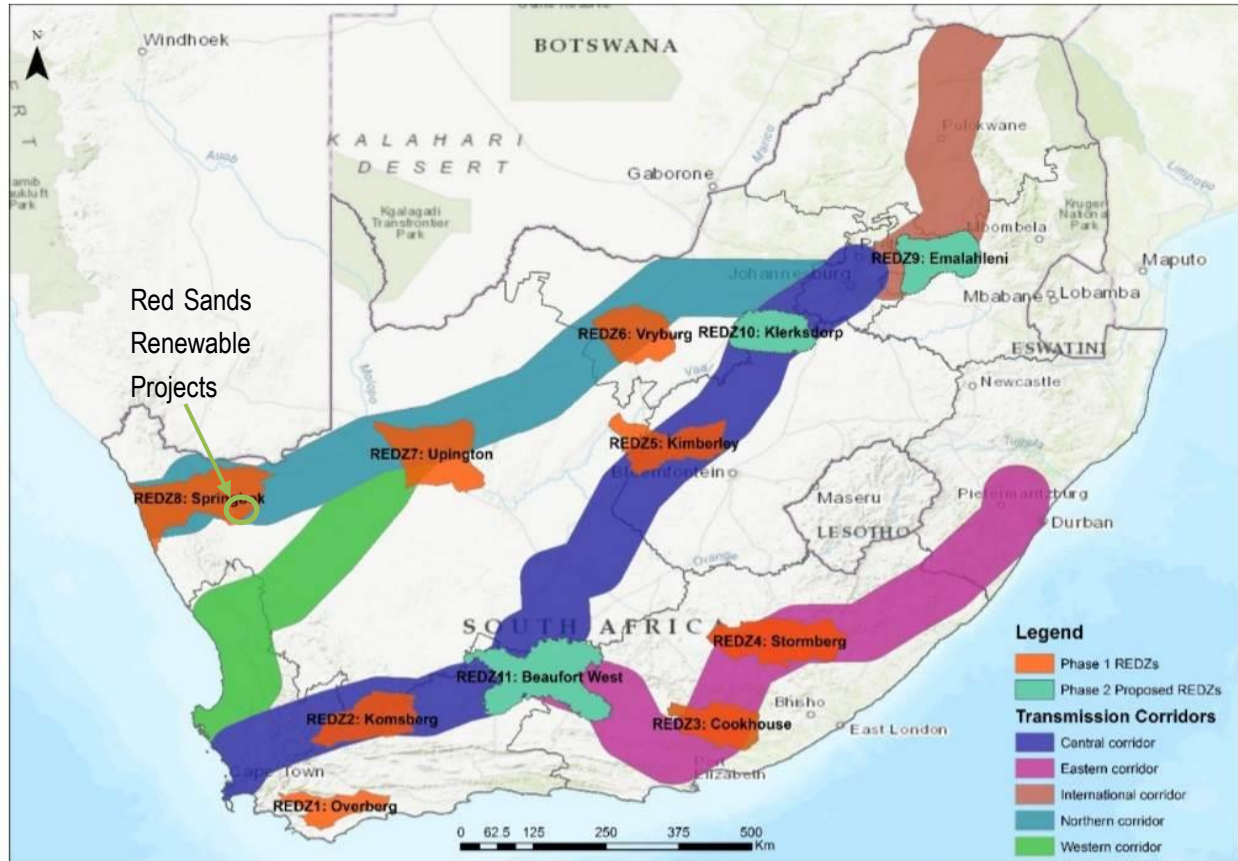 Windhoek
BOTSWANA
N
KALAHARI
DESERT
Auob
Marico
Polokwane
Limpopo
Gaborone
Kgalagadi
Transfrontier
Park
Kruger
National
Park
REDZ9: Emalahleni
Johannesburg
Maputo
Mbabane
Lobamba
Red Sands
Renewable
Projects
REDZ6: Vryburg
REDZ10: Klerksdorp
ESWATINI
Molopo
Vaal
Newcastle
REDZ7: Upington
REDZ5: Kimberley
Bloemfontein
REDZ8: Springbok
Maseru
LESOTHO
Tugela
Pietermaritzburg
Durban
Orange
SOUTH AFRICA
REDZ4: Stormberg
REDZ11: Beaufort West
REDZ2: Komsberg
REDZ3: Cookhouse
Bhisho
East London
Port
Elizabeth
Cape Town
REDZ1: Overberg
Legend
Phase 1 REDZs
Phase 2 Proposed REDZs
Transmission Corridors
Central corridor
Eastern corridor
International corridor
Northern corridor
Western corridor
0 62.5 125 250 375 500
Km